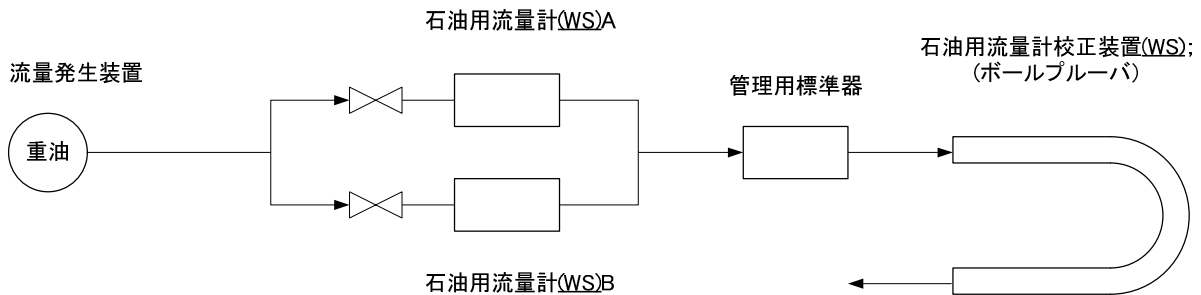 石油用流量計(WS)A
石油用流量計校正装置(WS);
(ボールプルーバ)
流量発生装置
管理用標準器
重油
石油用流量計(WS)B